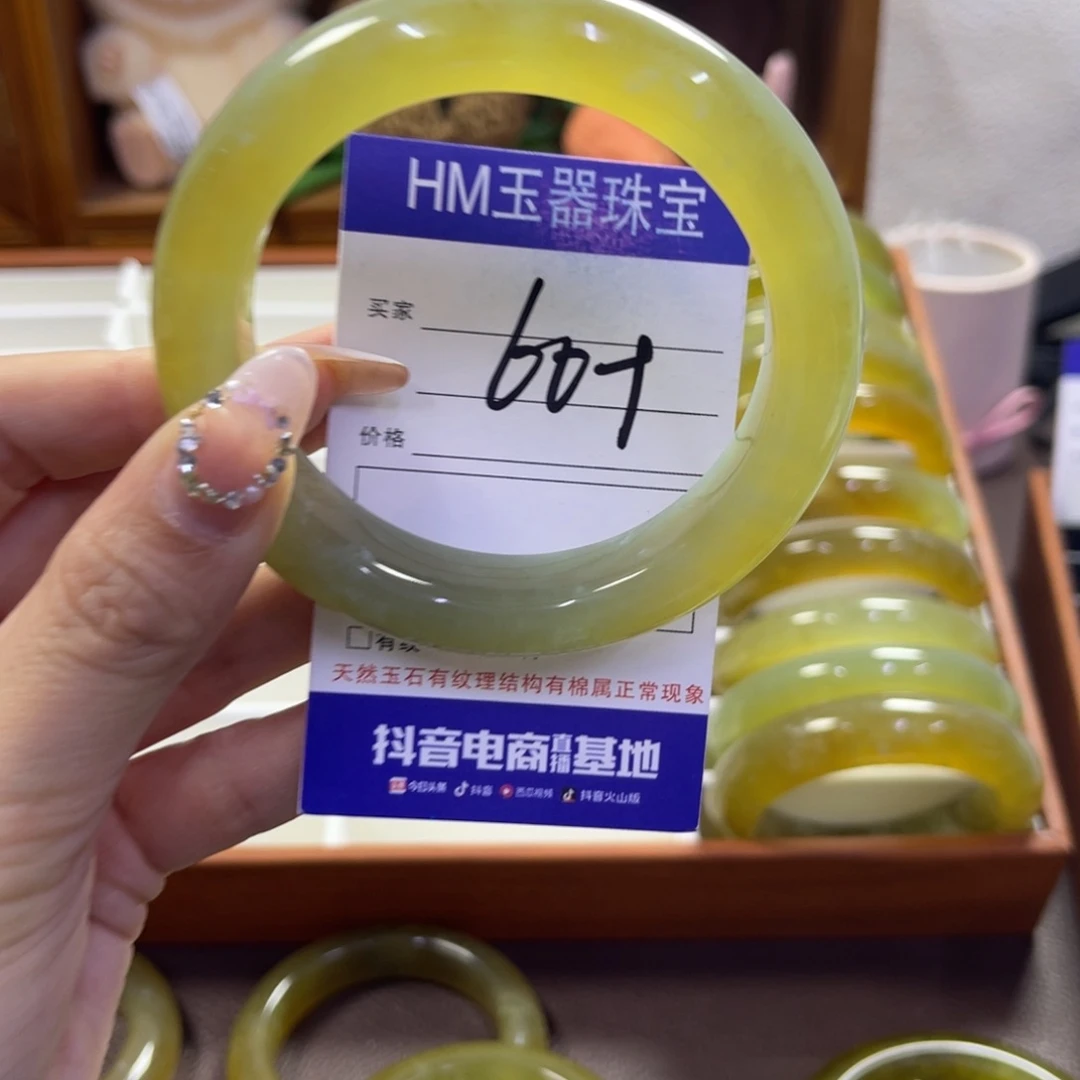 HM玉器珠宝
买家
价格
天然玉石有纹理结构有棉属正常现象
抖音电商直播基地
今日头条 抖音 西瓜视频 抖音火山版